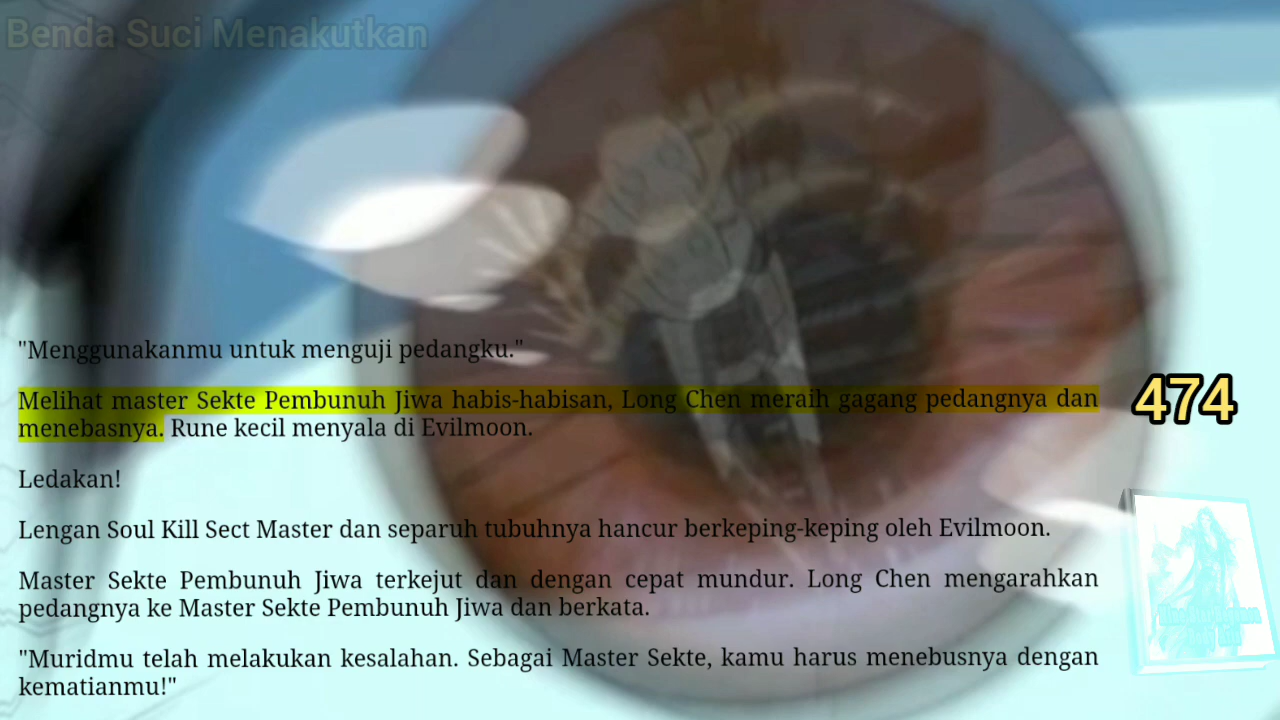 Benda Suci Menakutkan
"Menggunakanmu untuk menguji pedangku."
Melihat master Sekte Pembunuh Jiwa habis-habisan, Long Chen meraih gagang pedangnya dan
menebasnya. Rune kecil menyala di Evilmoon.
474
Ledakan!
Lengan Soul Kill Sect Master dan separuh tubuhnya hancur berkeping-keping oleh Evilmoon.
Master Sekte Pembunuh Jiwa terkejut dan dengan cepat mundur. Long Chen mengarahkan
pedangnya ke Master Sekte Pembunuh Jiwa dan berkata.
"Muridmu telah melakukan kesalahan. Sebagai Master Sekte, kamu harus menebusnya dengan
kematianmu!"